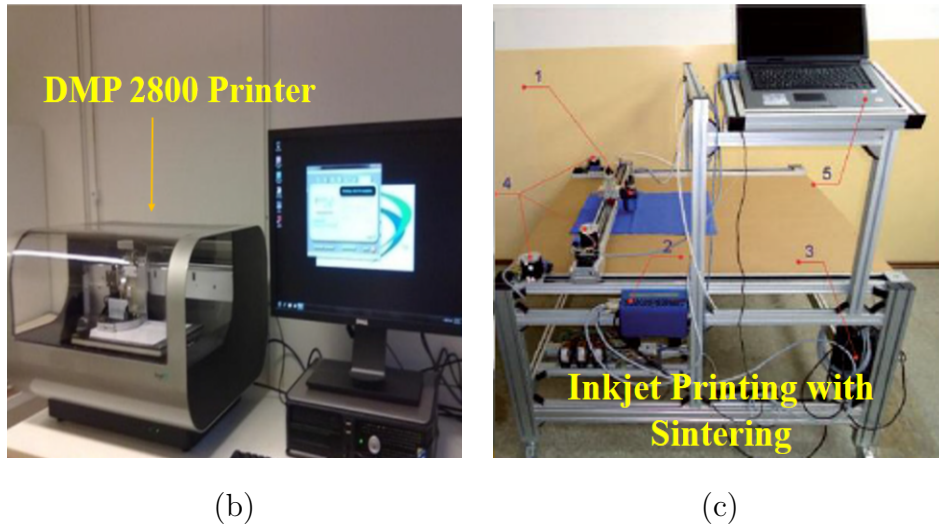 DMP 2800 Printer
1
4
5
2
3
Inkjet Printing with
Sintering
(b)
(c)